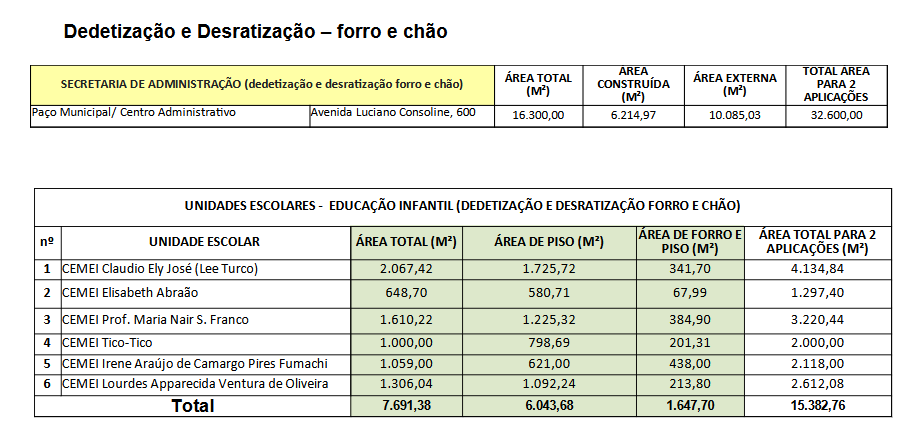 Dedetização e Desratização – forro e chão
SECRETARIA DE ADMINISTRAÇÃO (dedetização e desratização forro e chão) ÁREA TOTAL (M²) ÁREA CONSTRUÍDA (M²) ÁREA EXTERNA (M²) TOTAL ÁREA PARA 2 APLICAÇÕES
Paço Municipal/ Centro Administrativo Avenida Luciano Consoline, 600 16.300,00 6.214,97 10.085,03 32.600,00
UNIDADES ESCOLARES - EDUCAÇÃO INFANTIL (DEDETIZAÇÃO E DESRATIZAÇÃO FORRO E CHÃO)
nº UNIDADE ESCOLAR ÁREA TOTAL (M²) ÁREA DE PISO (M²) ÁREA DE FORRO E PISO (M²) ÁREA TOTAL PARA 2 APLICAÇÕES (M²)
1 CEMEI Claudio Ely José (Lee Turco) 2.067,42 1.725,72 341,70 4.134,84
2 CEMEI Elisabeth Abraão 648,70 580,71 67,99 1.297,40
3 CEMEI Prof. Maria Nair S. Franco 1.610,22 1.225,32 384,90 3.220,44
4 CEMEI Tico-Tico 1.000,00 798,69 201,31 2.000,00
5 CEMEI Irene Araújo de Camargo Pires Fumachi 1.059,00 621,00 438,00 2.118,00
6 CEMEI Lourdes Aparecida Ventura de Oliveira 1.306,04 1.092,24 213,80 2.612,08
Total 7.691,38 6.043,68 1.647,70 15.382,76